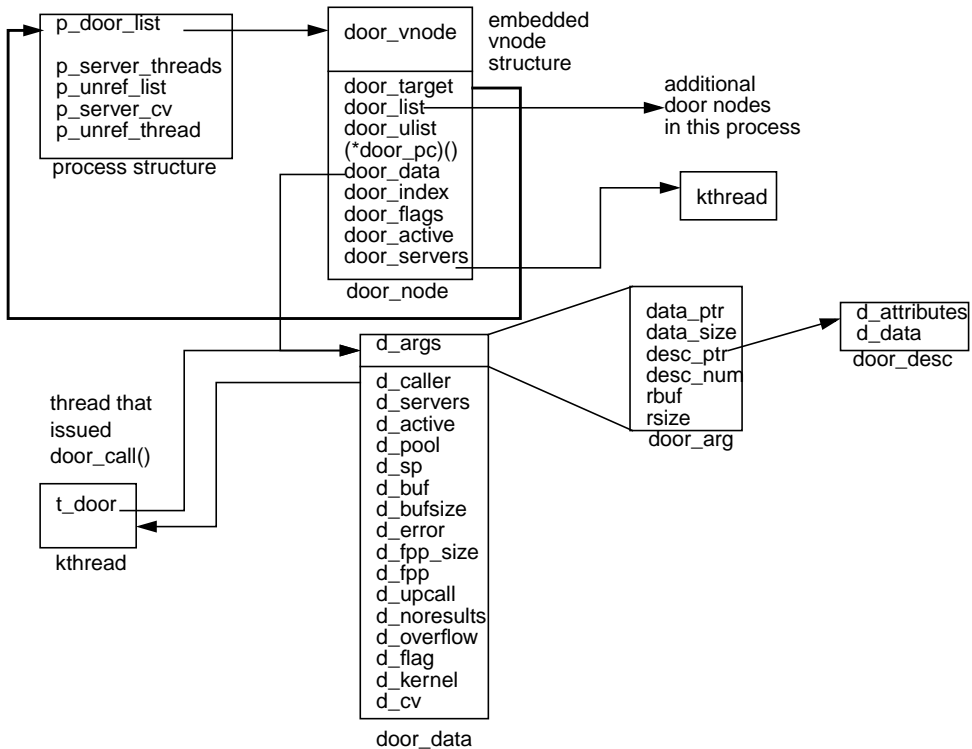 p_door_list
p_server_threads
p_unref_list
p_server_cv
p_unref_thread
process structure
door_vnode
embedded
vnode
structure
door_target
door_list
door_ulist
(*door_pc)()
door_data
door_index
door_flags
door_active
door_servers
door_node
additional
door nodes
in this process
kthread
d_args
d_caller
d_servers
d_active
d_pool
d_sp
d_buf
d_bufsize
d_error
d_fpp_size
d_fpp
d_upcall
d_noresults
d_overflow
d_flag
d_kernel
d_cv
door_data
data_ptr
data_size
desc_ptr
desc_num
rbuf
rsize
door_arg
d_attributes
d_data
door_desc
thread that
issued
door_call()
t_door
kthread